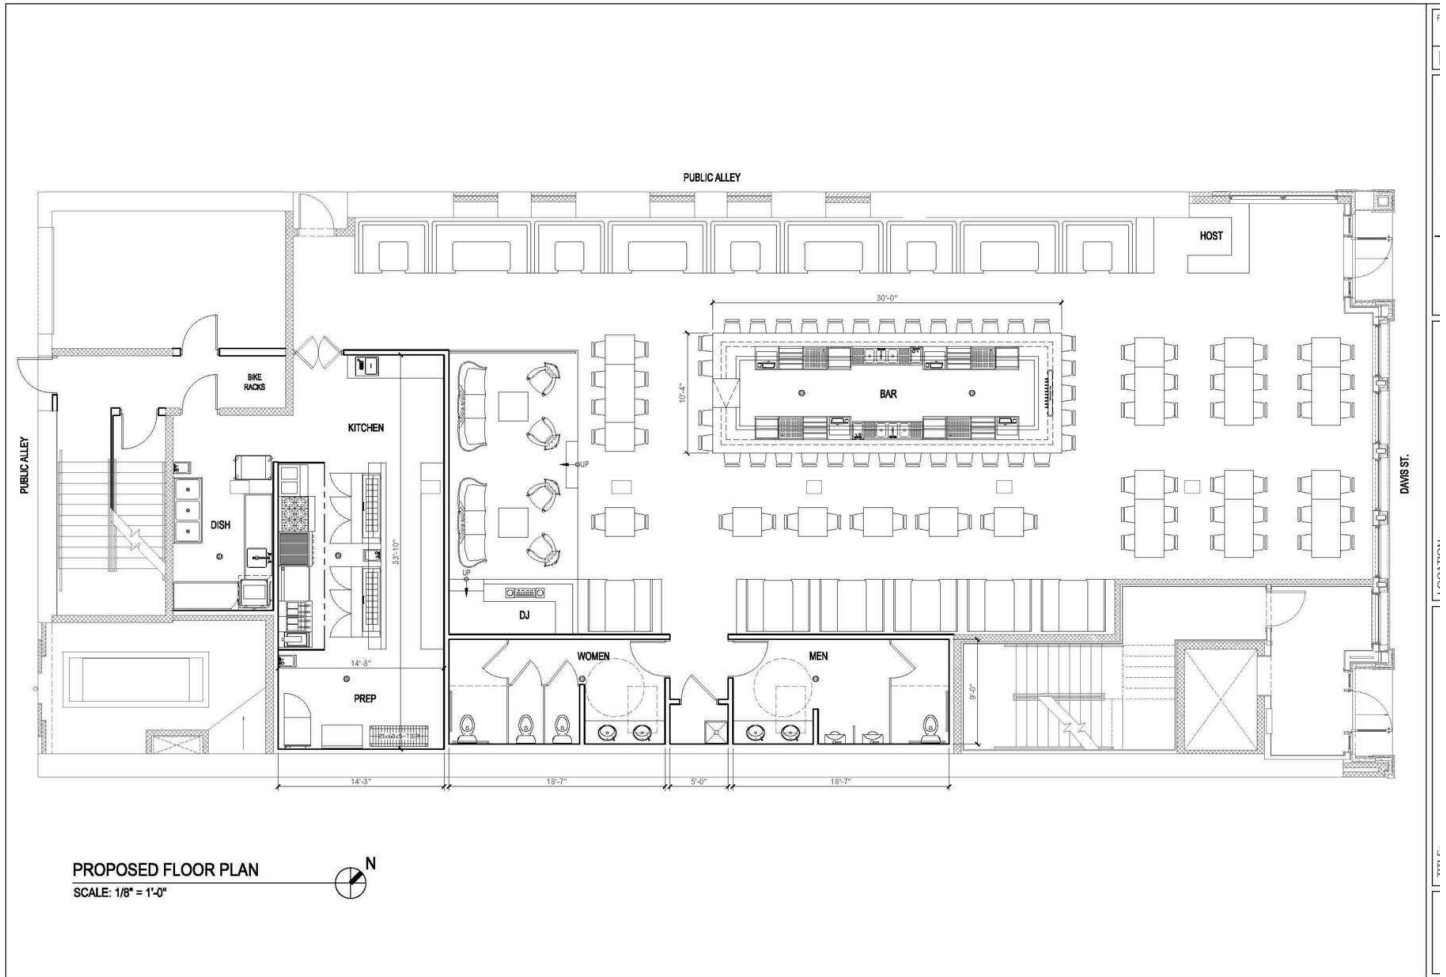 PUBLIC ALLEY
HOST
30'-0"
BIKE
RACKS
10'-4"
BAR
KITCHEN
PUBLIC ALLEY
UP
DAVIS ST.
DISH
33'-10"
UP
DJ
LOCATION:
WOMEN
MEN
14'-3"
9'-0"
PREP
14'-3"
18'-7"
5'-0"
18'-7"
PROPOSED FLOOR PLAN
N
SCALE: 1/8" = 1'-0"